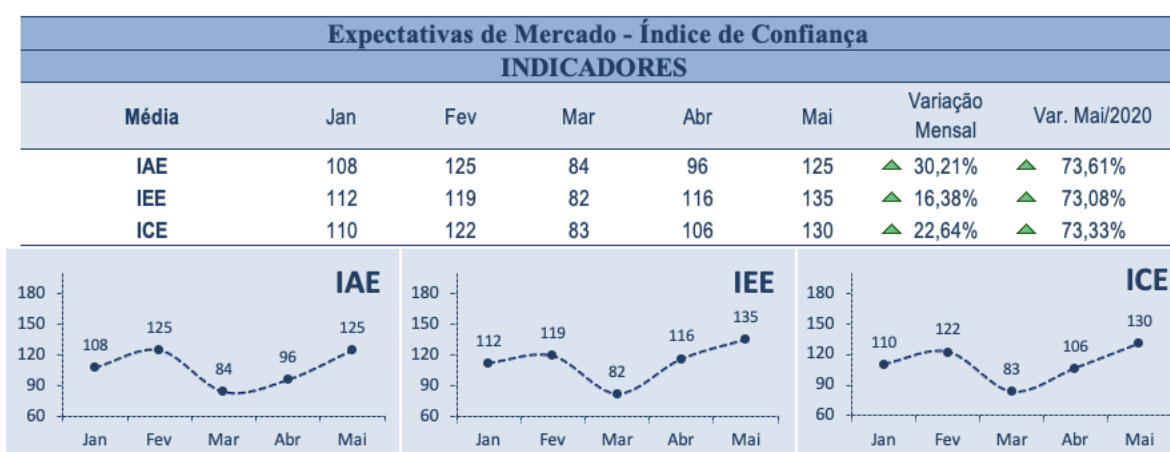 Expectativas de Mercado - Índice de Confiança
INDICADORES
Média Jan Fev Mar Abr Mai Variação Mensal Var. Mai/2020
IAE 108 125 84 96 125 30,21% 73,61%
IEE 112 119 82 116 135 16,38% 73,08%
ICE 110 122 83 106 130 22,64% 73,33%
IAE
180
150
120
90
60
108 125 84 96 125
Jan Fev Mar Abr Mai
IEE
180
150
120
90
60
112 119 82 116 135
Jan Fev Mar Abr Mai
ICE
180
150
120
90
60
110 122 83 106 130
Jan Fev Mar Abr Mai